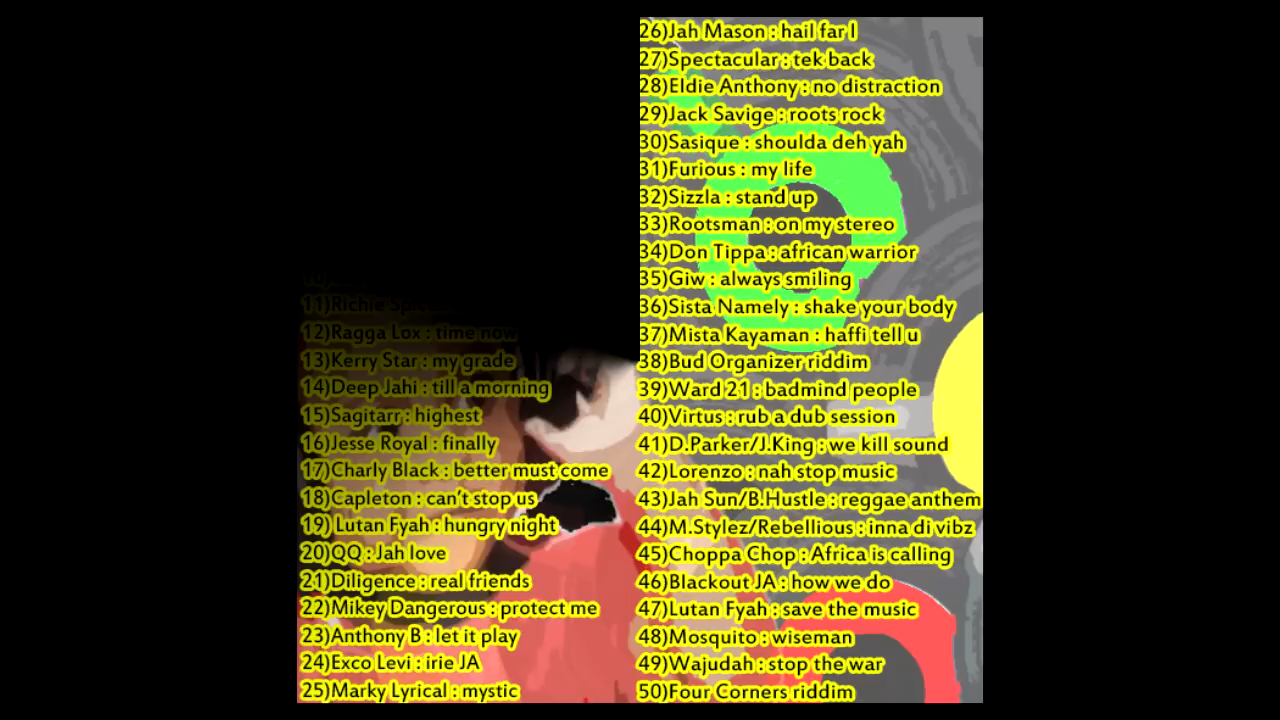 11)Richie
12)Ragga Lox : time now
13)Kerry Star : my grade
14)Deep Jahi : till a morning
15)Sagitarr : highest
16)Jesse Royal : finally
17)Charly Black : better must come
18)Capleton : can't stop us
19) Lutan Fyah : hungry night
20)QQ : Jah love
21)Diligence : real friends
22)Mikey Dangerous : protect me
23)Anthony B : let it play
24)Exco Levi : irie JA
25)Marky Lyrical : mystic
26)Jah Mason : hail far I
27)Spectacular : tek back
28)Eldie Anthony : no distraction
29)Jack Savige : roots rock
30)Sasique : shoulda deh yah
31)Furious : my life
32)Sizzla : stand up
33)Rootsman : on my stereo
34)Don Tippa : african warrior
35)Giw : always smiling
36)Sista Namely : shake your body
37)Mista Kayaman : haffi tell u
38)Bud Organizer riddim
39)Ward 21 : badmind people
40)Virtus : rub a dub session
41)D.Parker/J.King : we kill sound
42)Lorenzo : nah stop music
43)Jah Sun/B.Hustle : reggae anthem
44)M.Stylez/Rebellious : inna di vibz
45)Choppa Chop : Africa is calling
46)Blackout JA : how we do
47)Lutan Fyah : save the music
48)Mosquito : wiseman
49)Wajudah : stop the war
50)Four Corners riddim